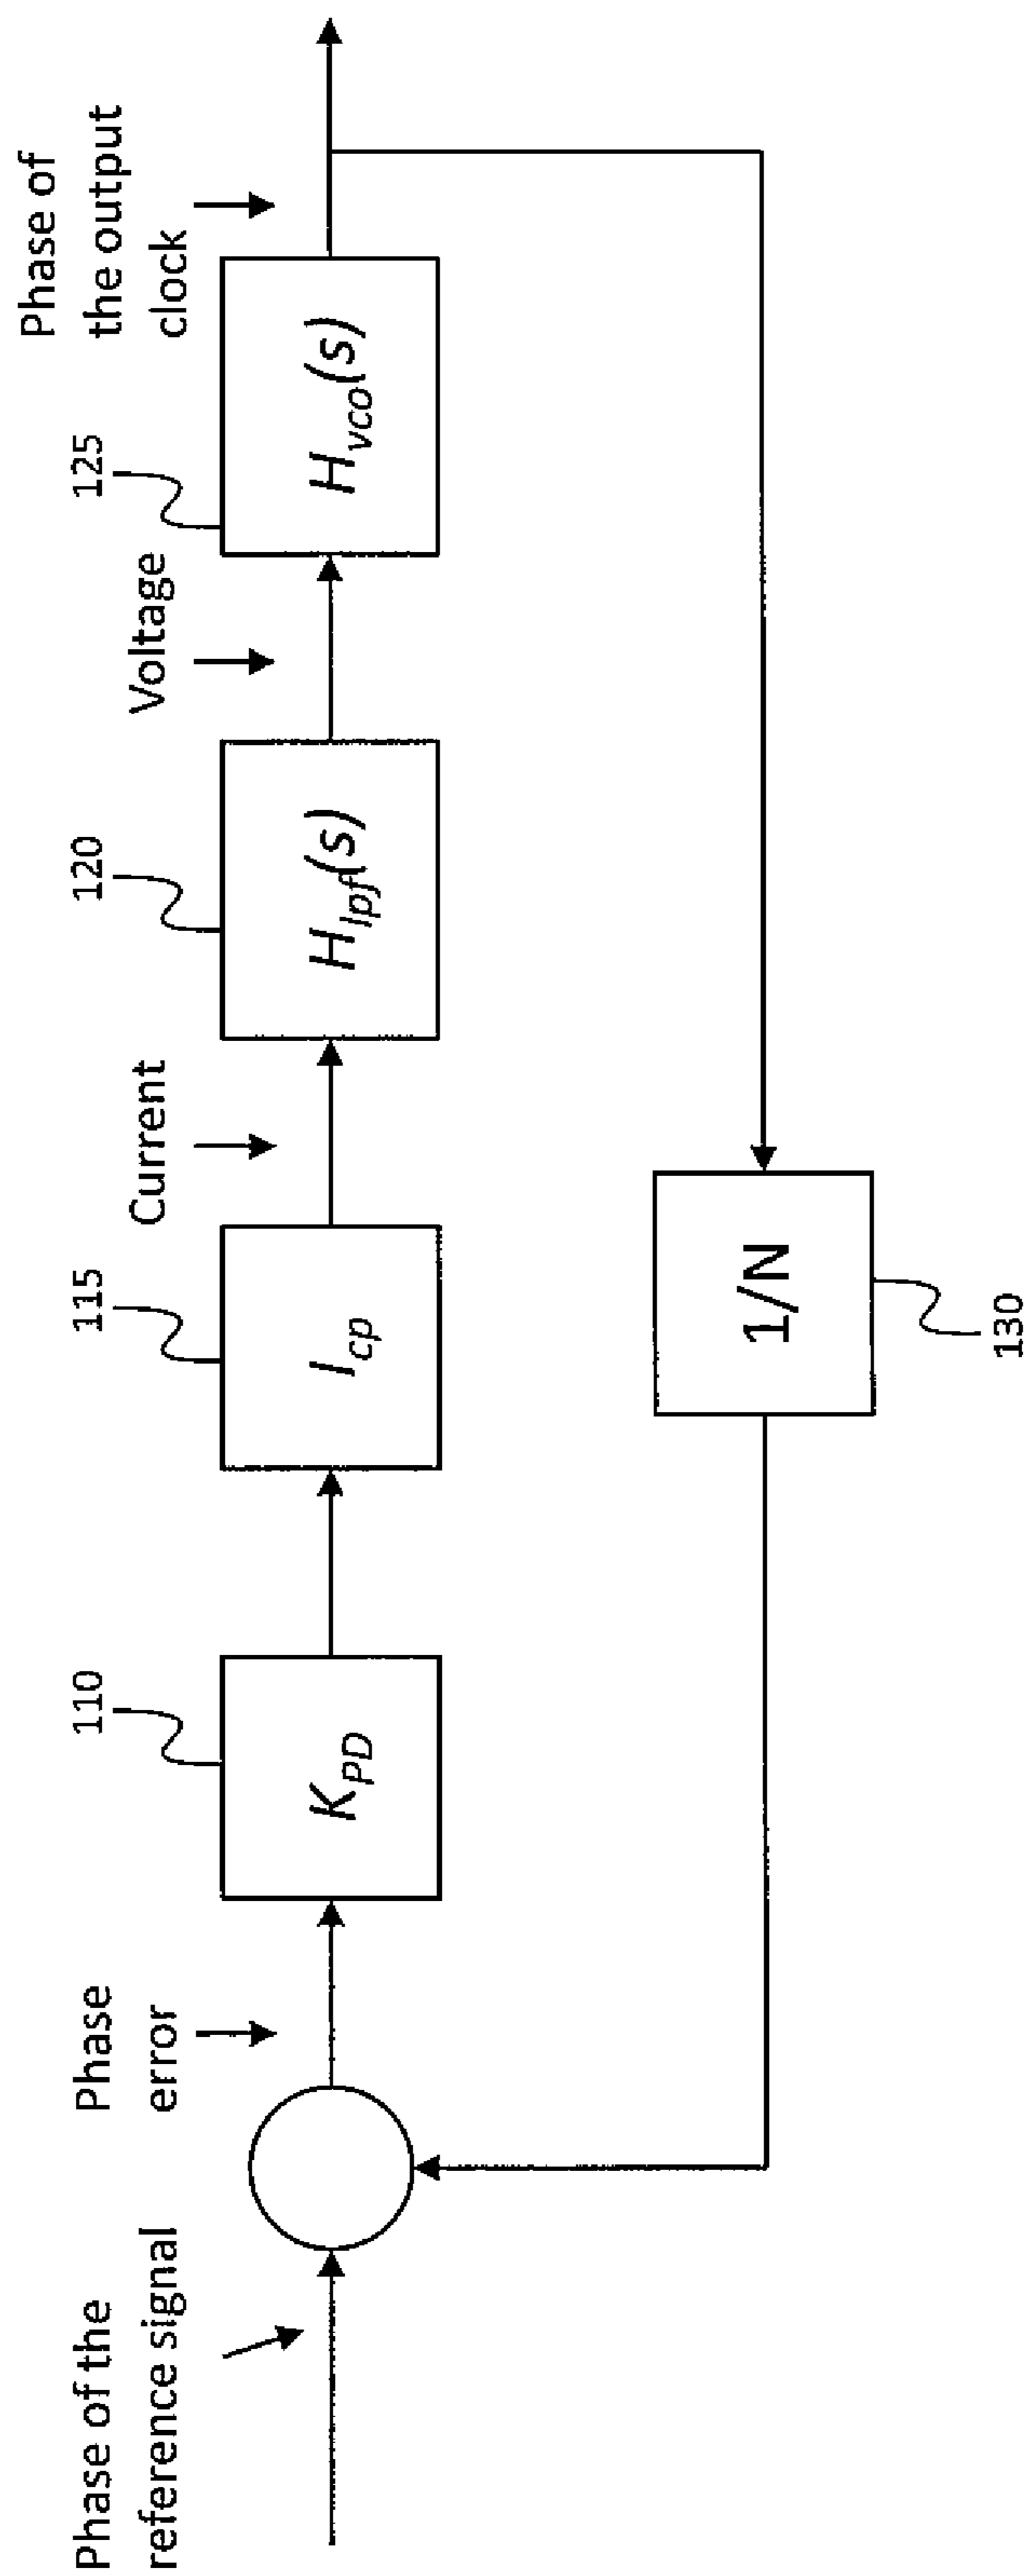 Phase of the
reference signal
Phase
error
110
K_PD
115
I_cp
Current
120
H_lpf(s)
Voltage
125
H_vco(s)
Phase of
the output
clock
1/N
130